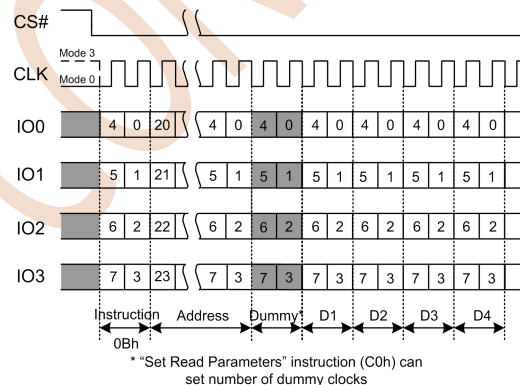 CS#
Mode 3
CLK
Mode 0
IO0 4 0 20 4 0 4 0 4 0 4 0 4 0 4 0
IO1 5 1 21 5 1 5 1 5 1 5 1 5 1 5 1
IO2 6 2 22 6 2 6 2 6 2 6 2 6 2 6 2
IO3 7 3 23 7 3 7 3 7 3 7 3 7 3 7 3
Instruction Address Dummy* D1 D2 D3 D4
0Bh
* “Set Read Parameters” instruction (C0h) can
set number of dummy clocks